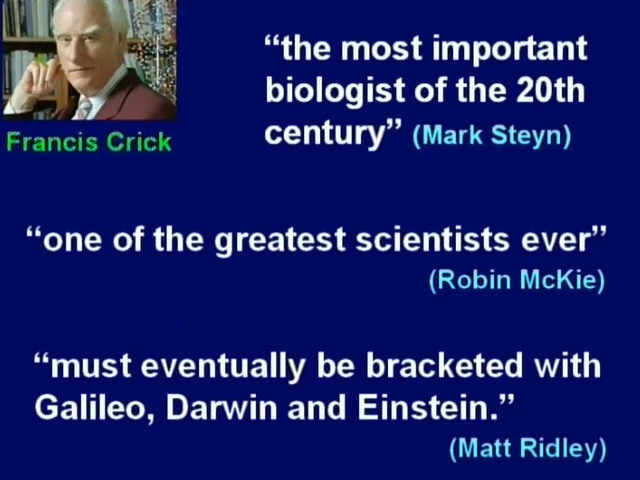 Francis Crick
“the most important
biologist of the 20th
century” (Mark Steyn)
“one of the greatest scientists ever”
(Robin McKie)
“must eventually be bracketed with
Galileo, Darwin and Einstein.”
(Matt Ridley)